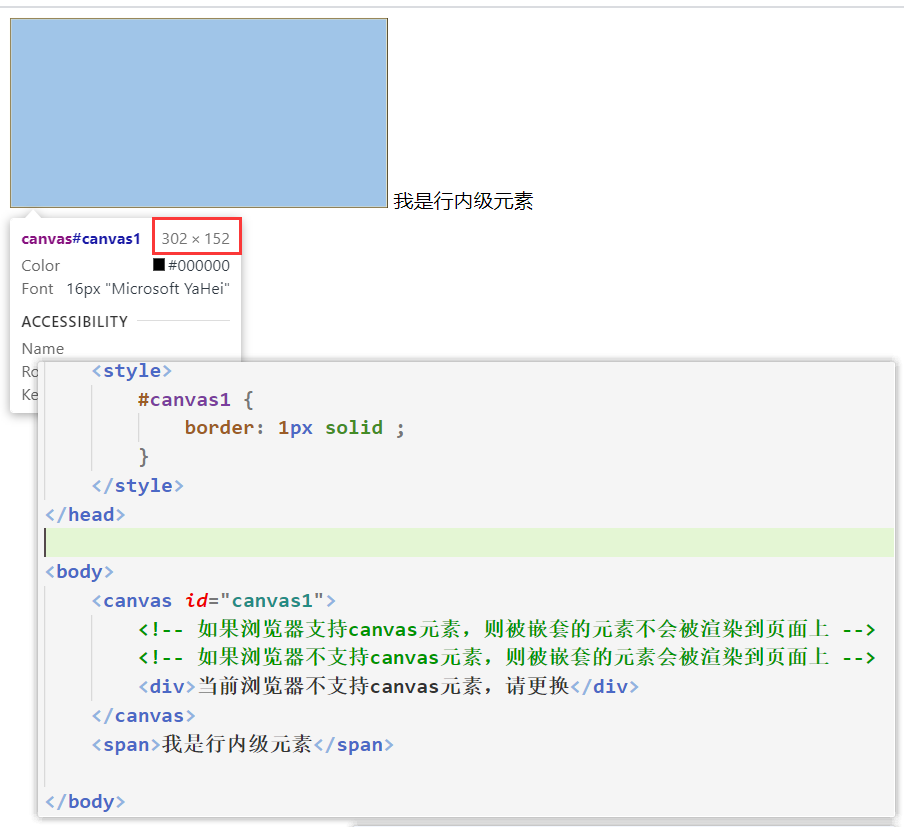 我是行内级元素
canvas#canvas1 302 × 152
Color #000000
Font 16px "Microsoft YaHei"
ACCESSIBILITY
Name
<style>
#canvas1 {
border: 1px solid ;
}
</style>
</head>
<body>
<canvas id="canvas1">
<!-- 如果浏览器支持canvas元素，则被嵌套的元素不会被渲染到页面上 -->
<!-- 如果浏览器不支持canvas元素，则被嵌套的元素会被渲染到页面上 -->
<div>当前浏览器不支持canvas元素，请更换</div>
</canvas>
<span>我是行内级元素</span>
</body>